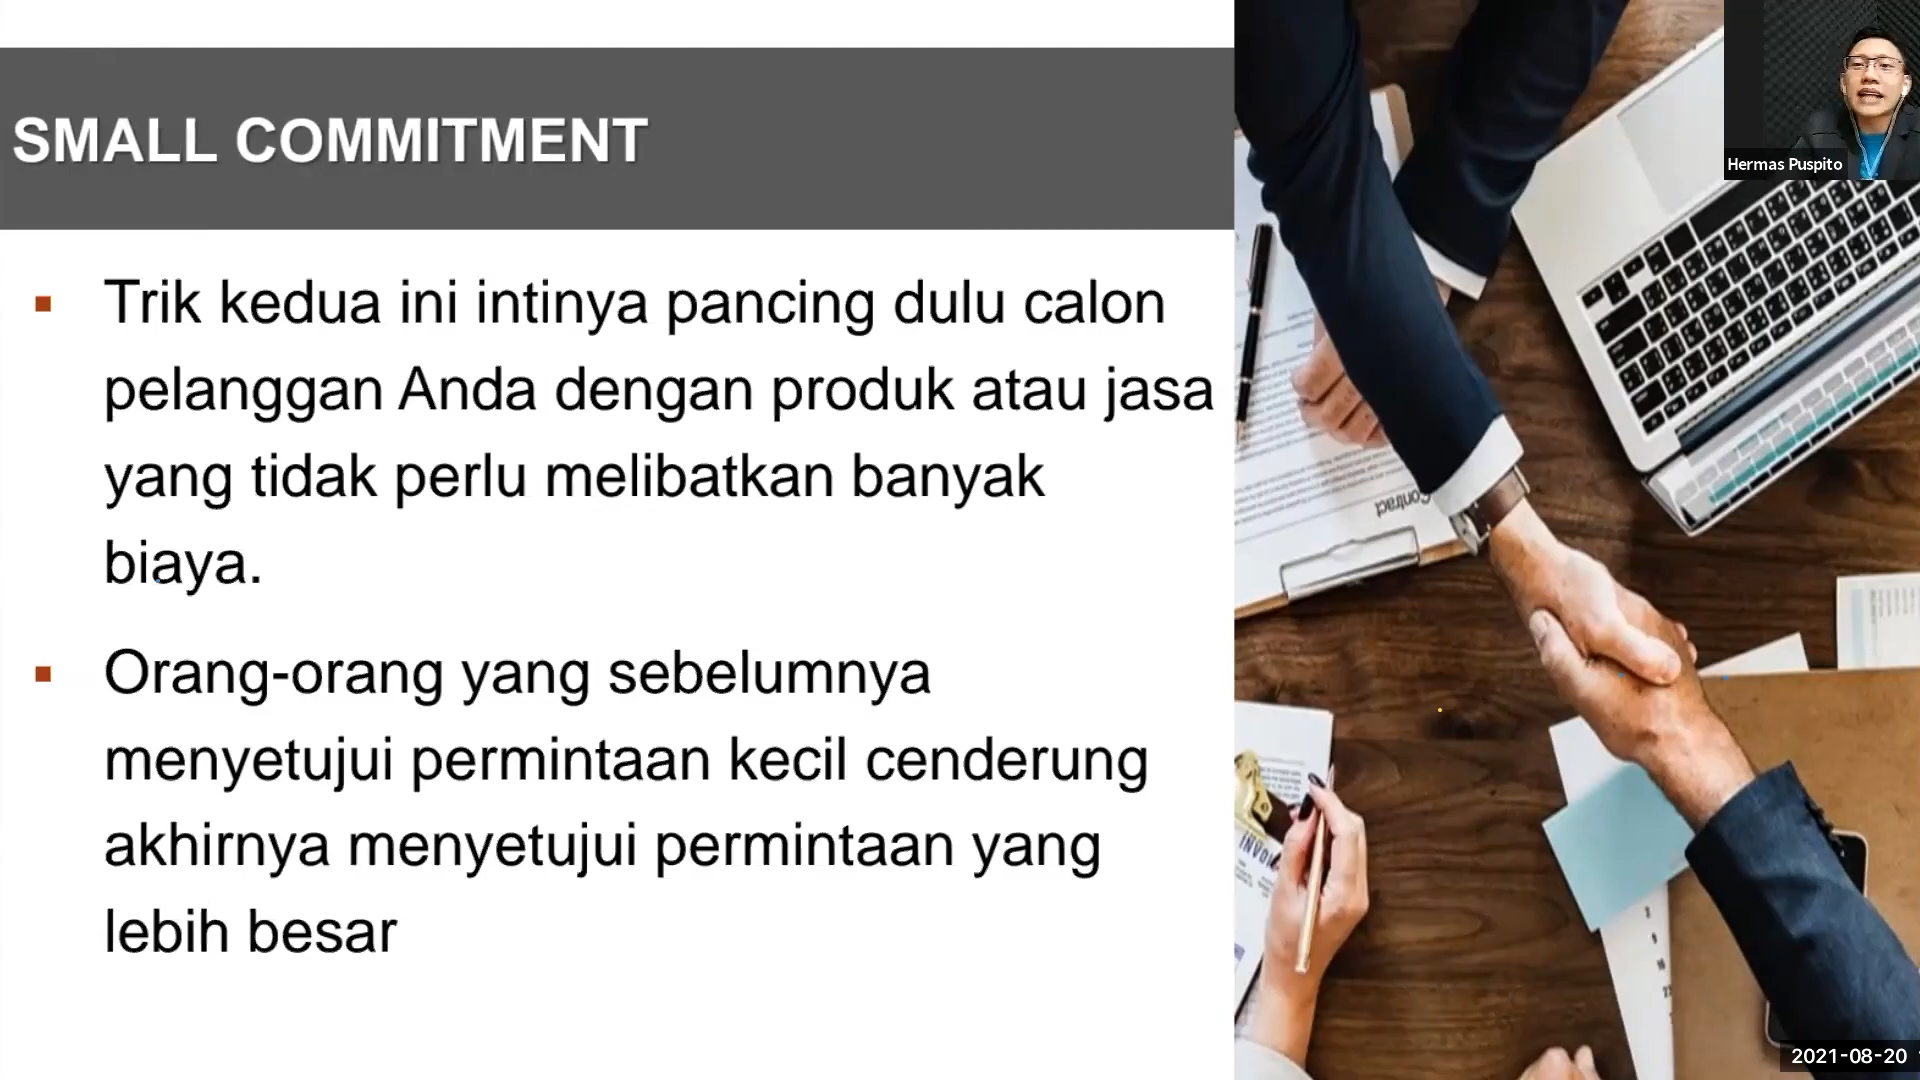 SMALL COMMITMENT
Trik kedua ini intinya pancing dulu calon
pelanggan Anda dengan produk atau jasa
yang tidak perlu melibatkan banyak
biaya.
Orang-orang yang sebelumnya
menyetujui permintaan kecil cenderung
akhirnya menyetujui permintaan yang
lebih besar
Hermas Puspito
Contract
2021-08-20